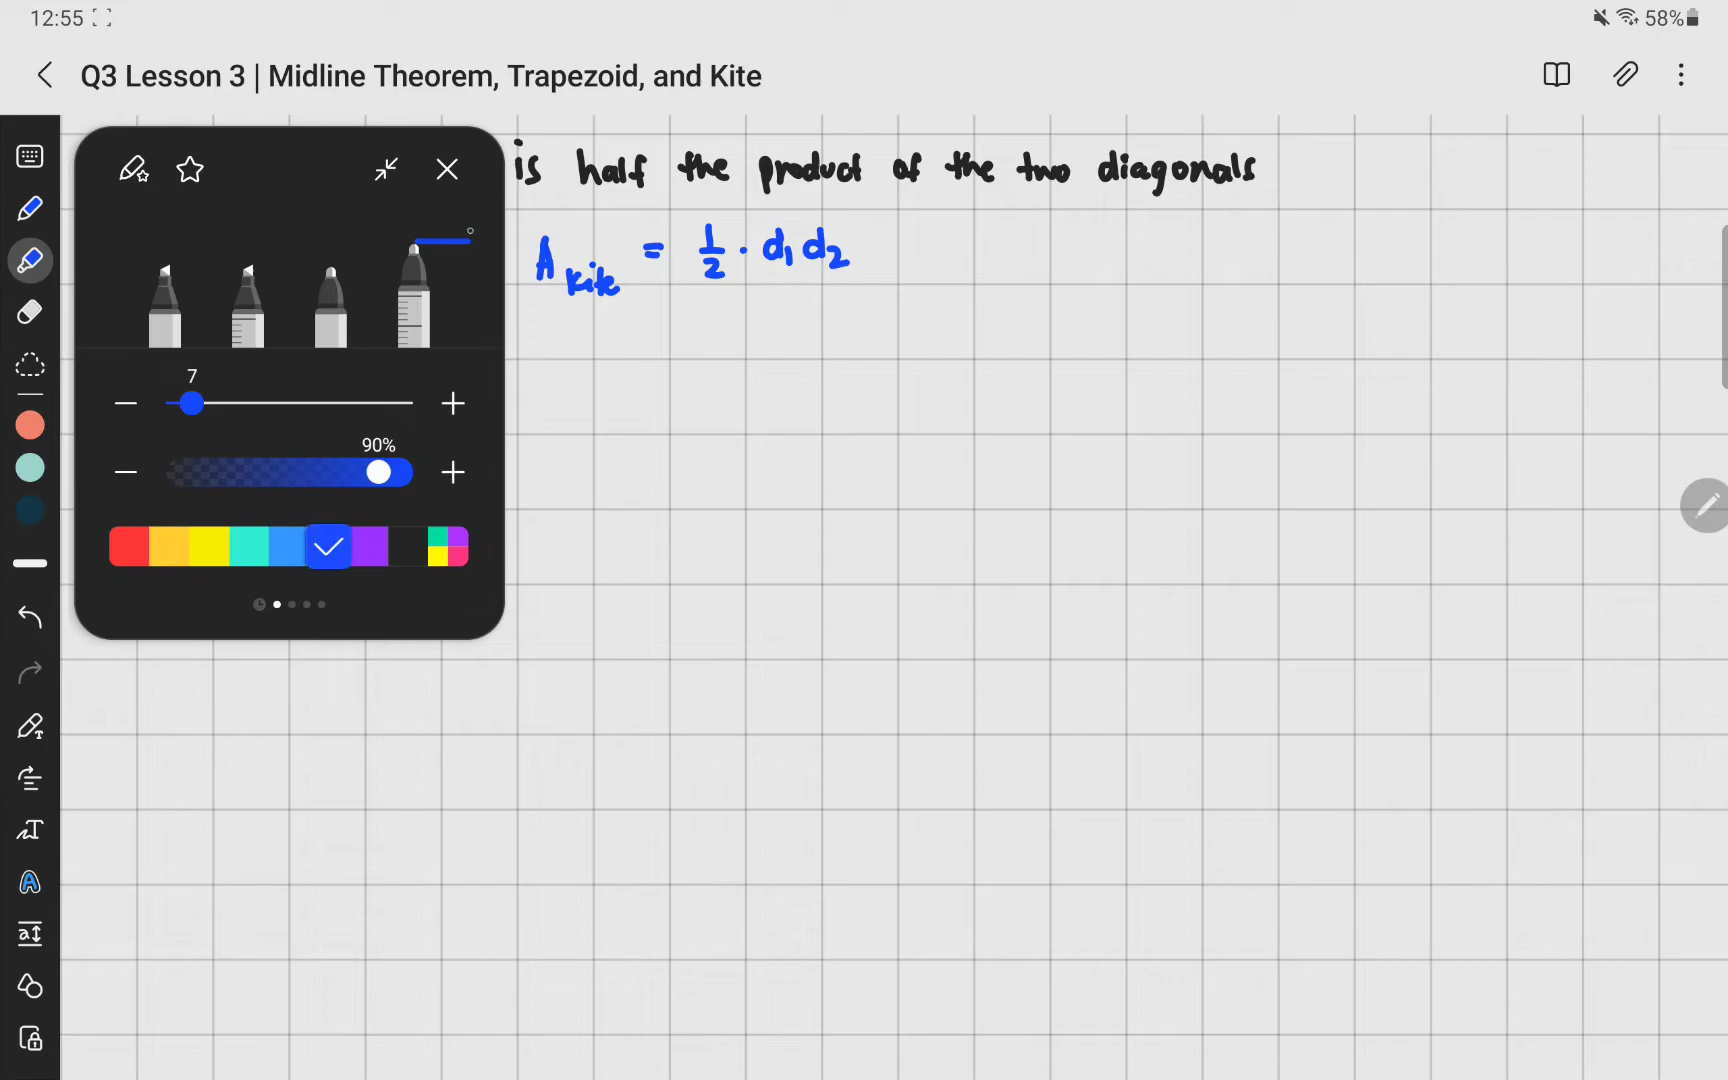 12:55
58%
Q3 Lesson 3 | Midline Theorem, Trapezoid, and Kite
is half the product of the two diagonals
A kite = 1/2 · d₁ d₂
7
90%